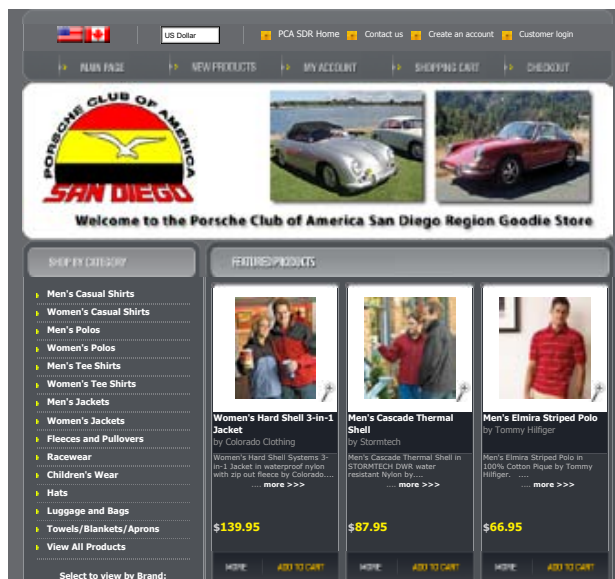 US Dollar
PCA SDR Home
Contact us
Create an account
Customer login
MAIN PAGE
NEW PRODUCTS
MY ACCOUNT
SHOPPING CART
CHECKOUT
PORSCHE CLUB OF AMERICA
SAN DIEGO
Welcome to the Porsche Club of America San Diego Region Goodie Store
SHOP BY CATEGORY
Men's Casual Shirts
Women's Casual Shirts
Men's Polos
Women's Polos
Men's Tee Shirts
Women's Tee Shirts
Men's Jackets
Women's Jackets
Fleeces and Pullovers
Racewear
Children's Wear
Hats
Luggage and Bags
Towels/Blankets/Aprons
View All Products
Select to view by Brand:
FEATURED PRODUCTS
Women's Hard Shell 3-in-1
Jacket
by Colorado Clothing
Women's Hard Shell Systems 3-
in-1 Jacket in waterproof nylon
with zip out fleece by Colorado....
.... more >>>
$139.95
MORE
ADD TO CART
Men's Cascade Thermal
Shell
by Stormtech
Men's Cascade Thermal Shell in
STORMTECH DWR water
resistant Nylon by....
.... more >>>
$87.95
MORE
ADD TO CART
Men's Elmira Striped Polo
by Tommy Hilfiger
Men's Elmira Striped Polo in
100% Cotton Pique by Tommy
Hilfiger. ....
.... more >>>
$66.95
MORE
ADD TO CART